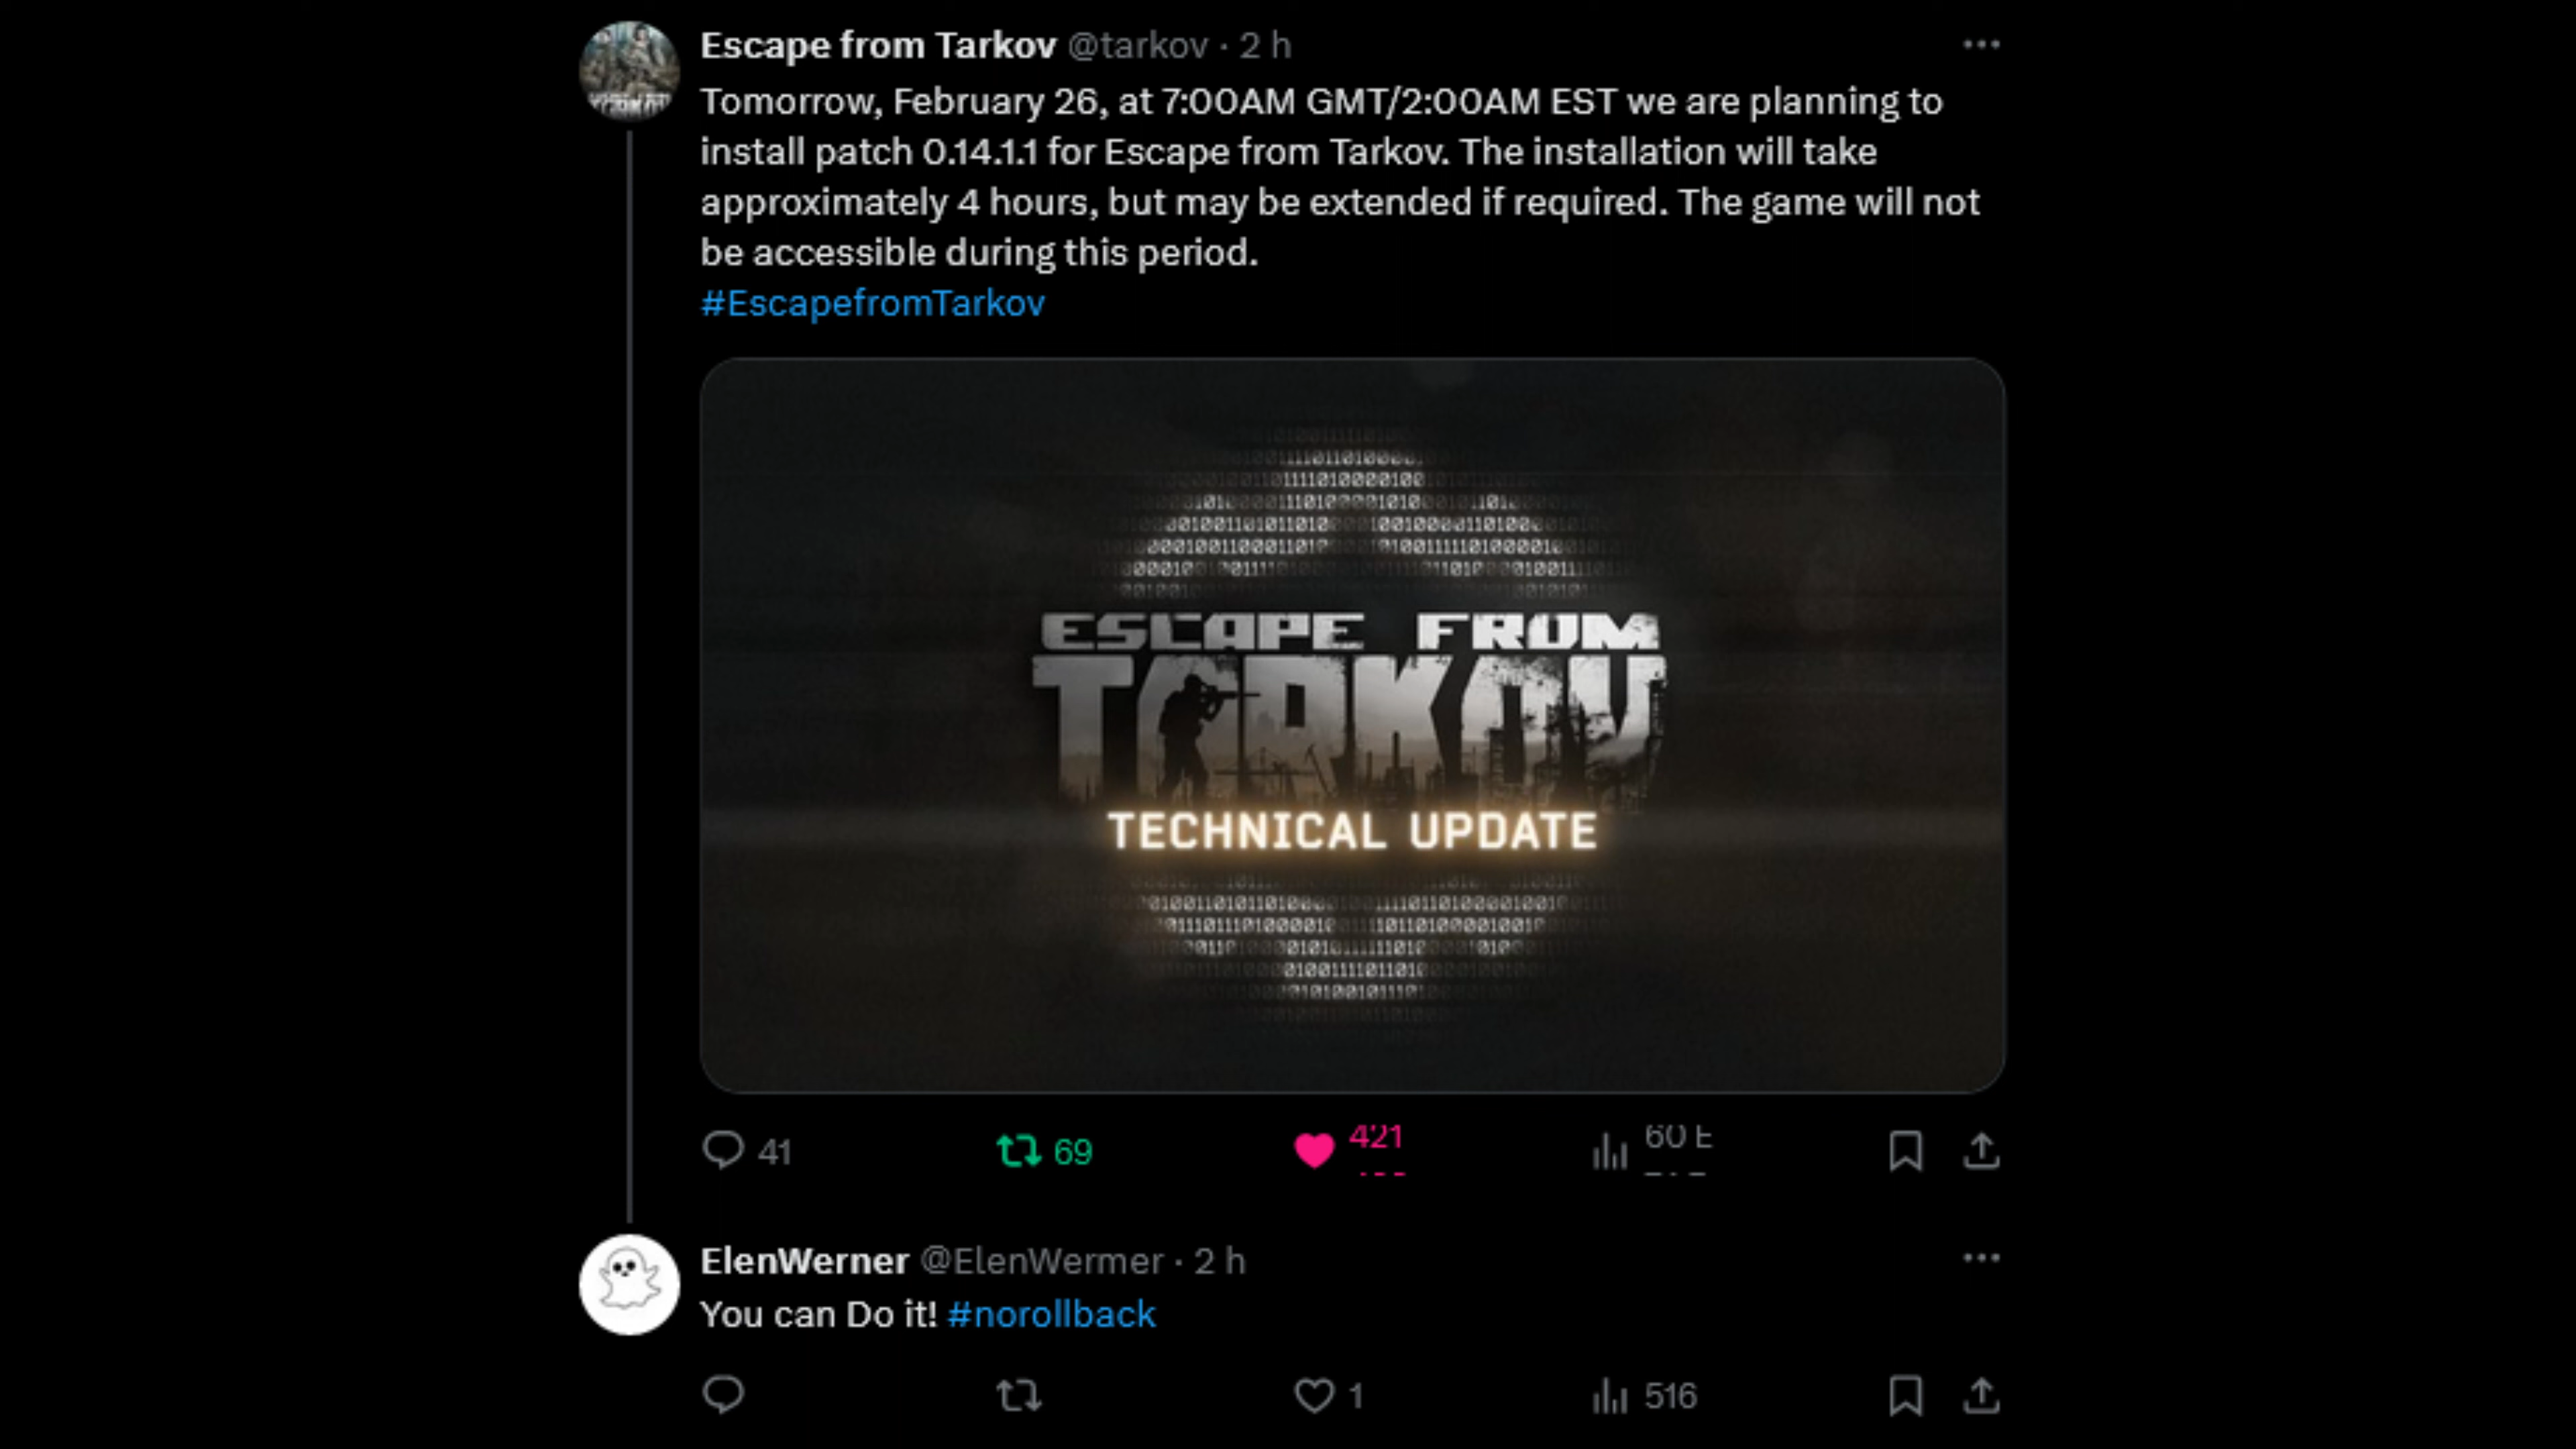 Escape from Tarkov @tarkov · 2 h
Tomorrow, February 26, at 7:00AM GMT/2:00AM EST we are planning to
install patch 0.14.1.1 for Escape from Tarkov. The installation will take
approximately 4 hours, but may be extended if required. The game will not
be accessible during this period.
#EscapefromTarkov
ESCAPE FROM
TARKOV
TECHNICAL UPDATE
41 69 421 60 E
ElenWerner @ElenWermer · 2 h
You can Do it! #norollback
1 516